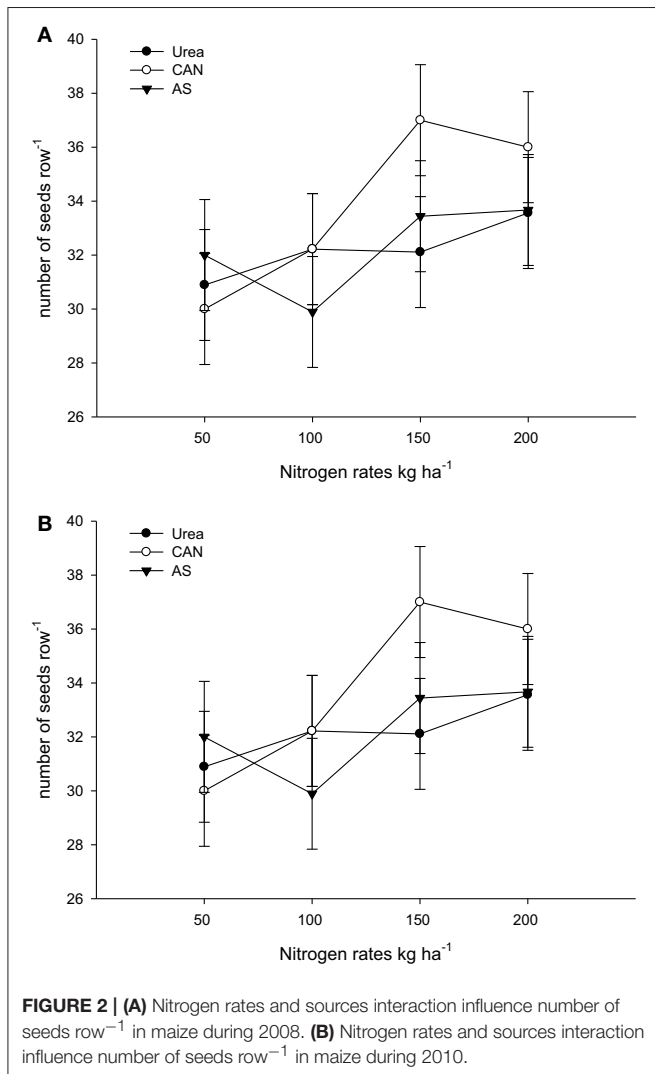 A
40
38
36
34
32
30
28
26
number of seeds row⁻¹
Urea
CAN
AS
50 100 150 200
Nitrogen rates kg ha⁻¹
B
40
38
36
34
32
30
28
26
number of seeds row⁻¹
Urea
CAN
AS
50 100 150 200
Nitrogen rates kg ha⁻¹
FIGURE 2 | (A) Nitrogen rates and sources interaction influence number of
seeds row⁻¹ in maize during 2008. (B) Nitrogen rates and sources interaction
influence number of seeds row⁻¹ in maize during 2010.